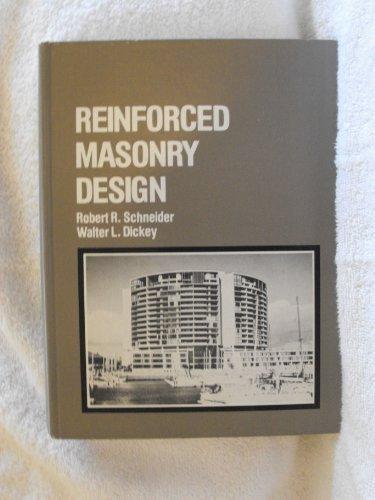 REINFORCED
MASONRY
DESIGN
Robert R. Schneider
Walter L. Dickey